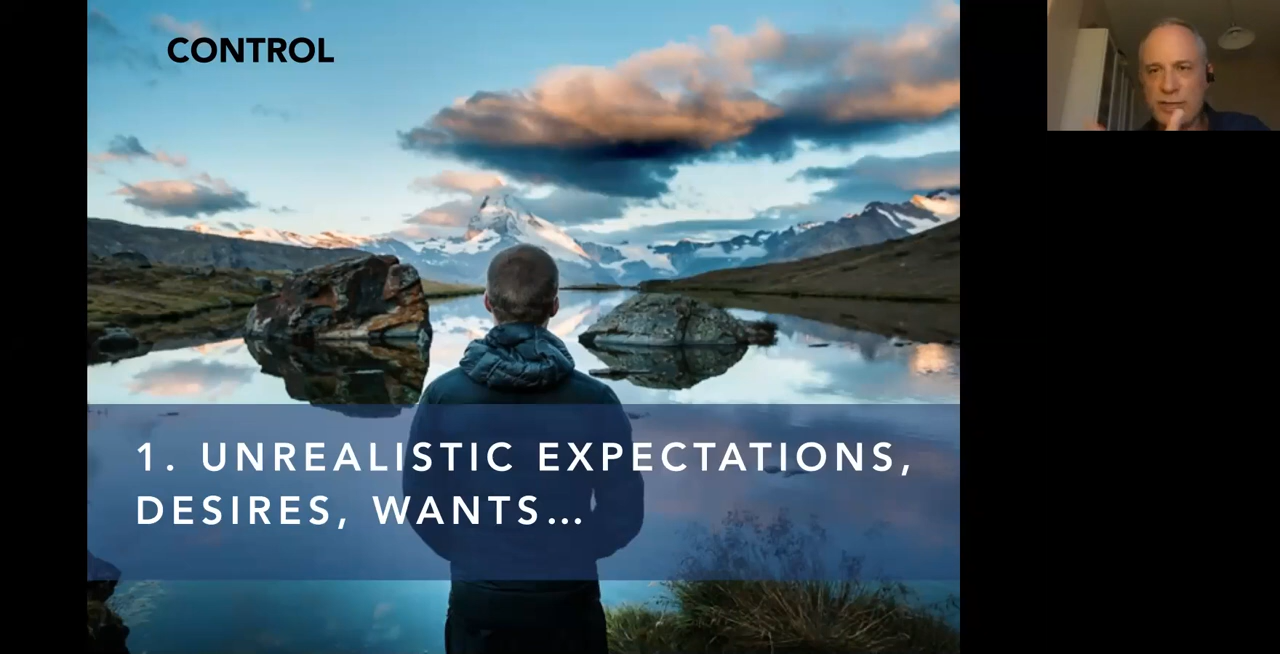 CONTROL
1. UNREALISTIC EXPECTATIONS,
DESIRES, WANTS...